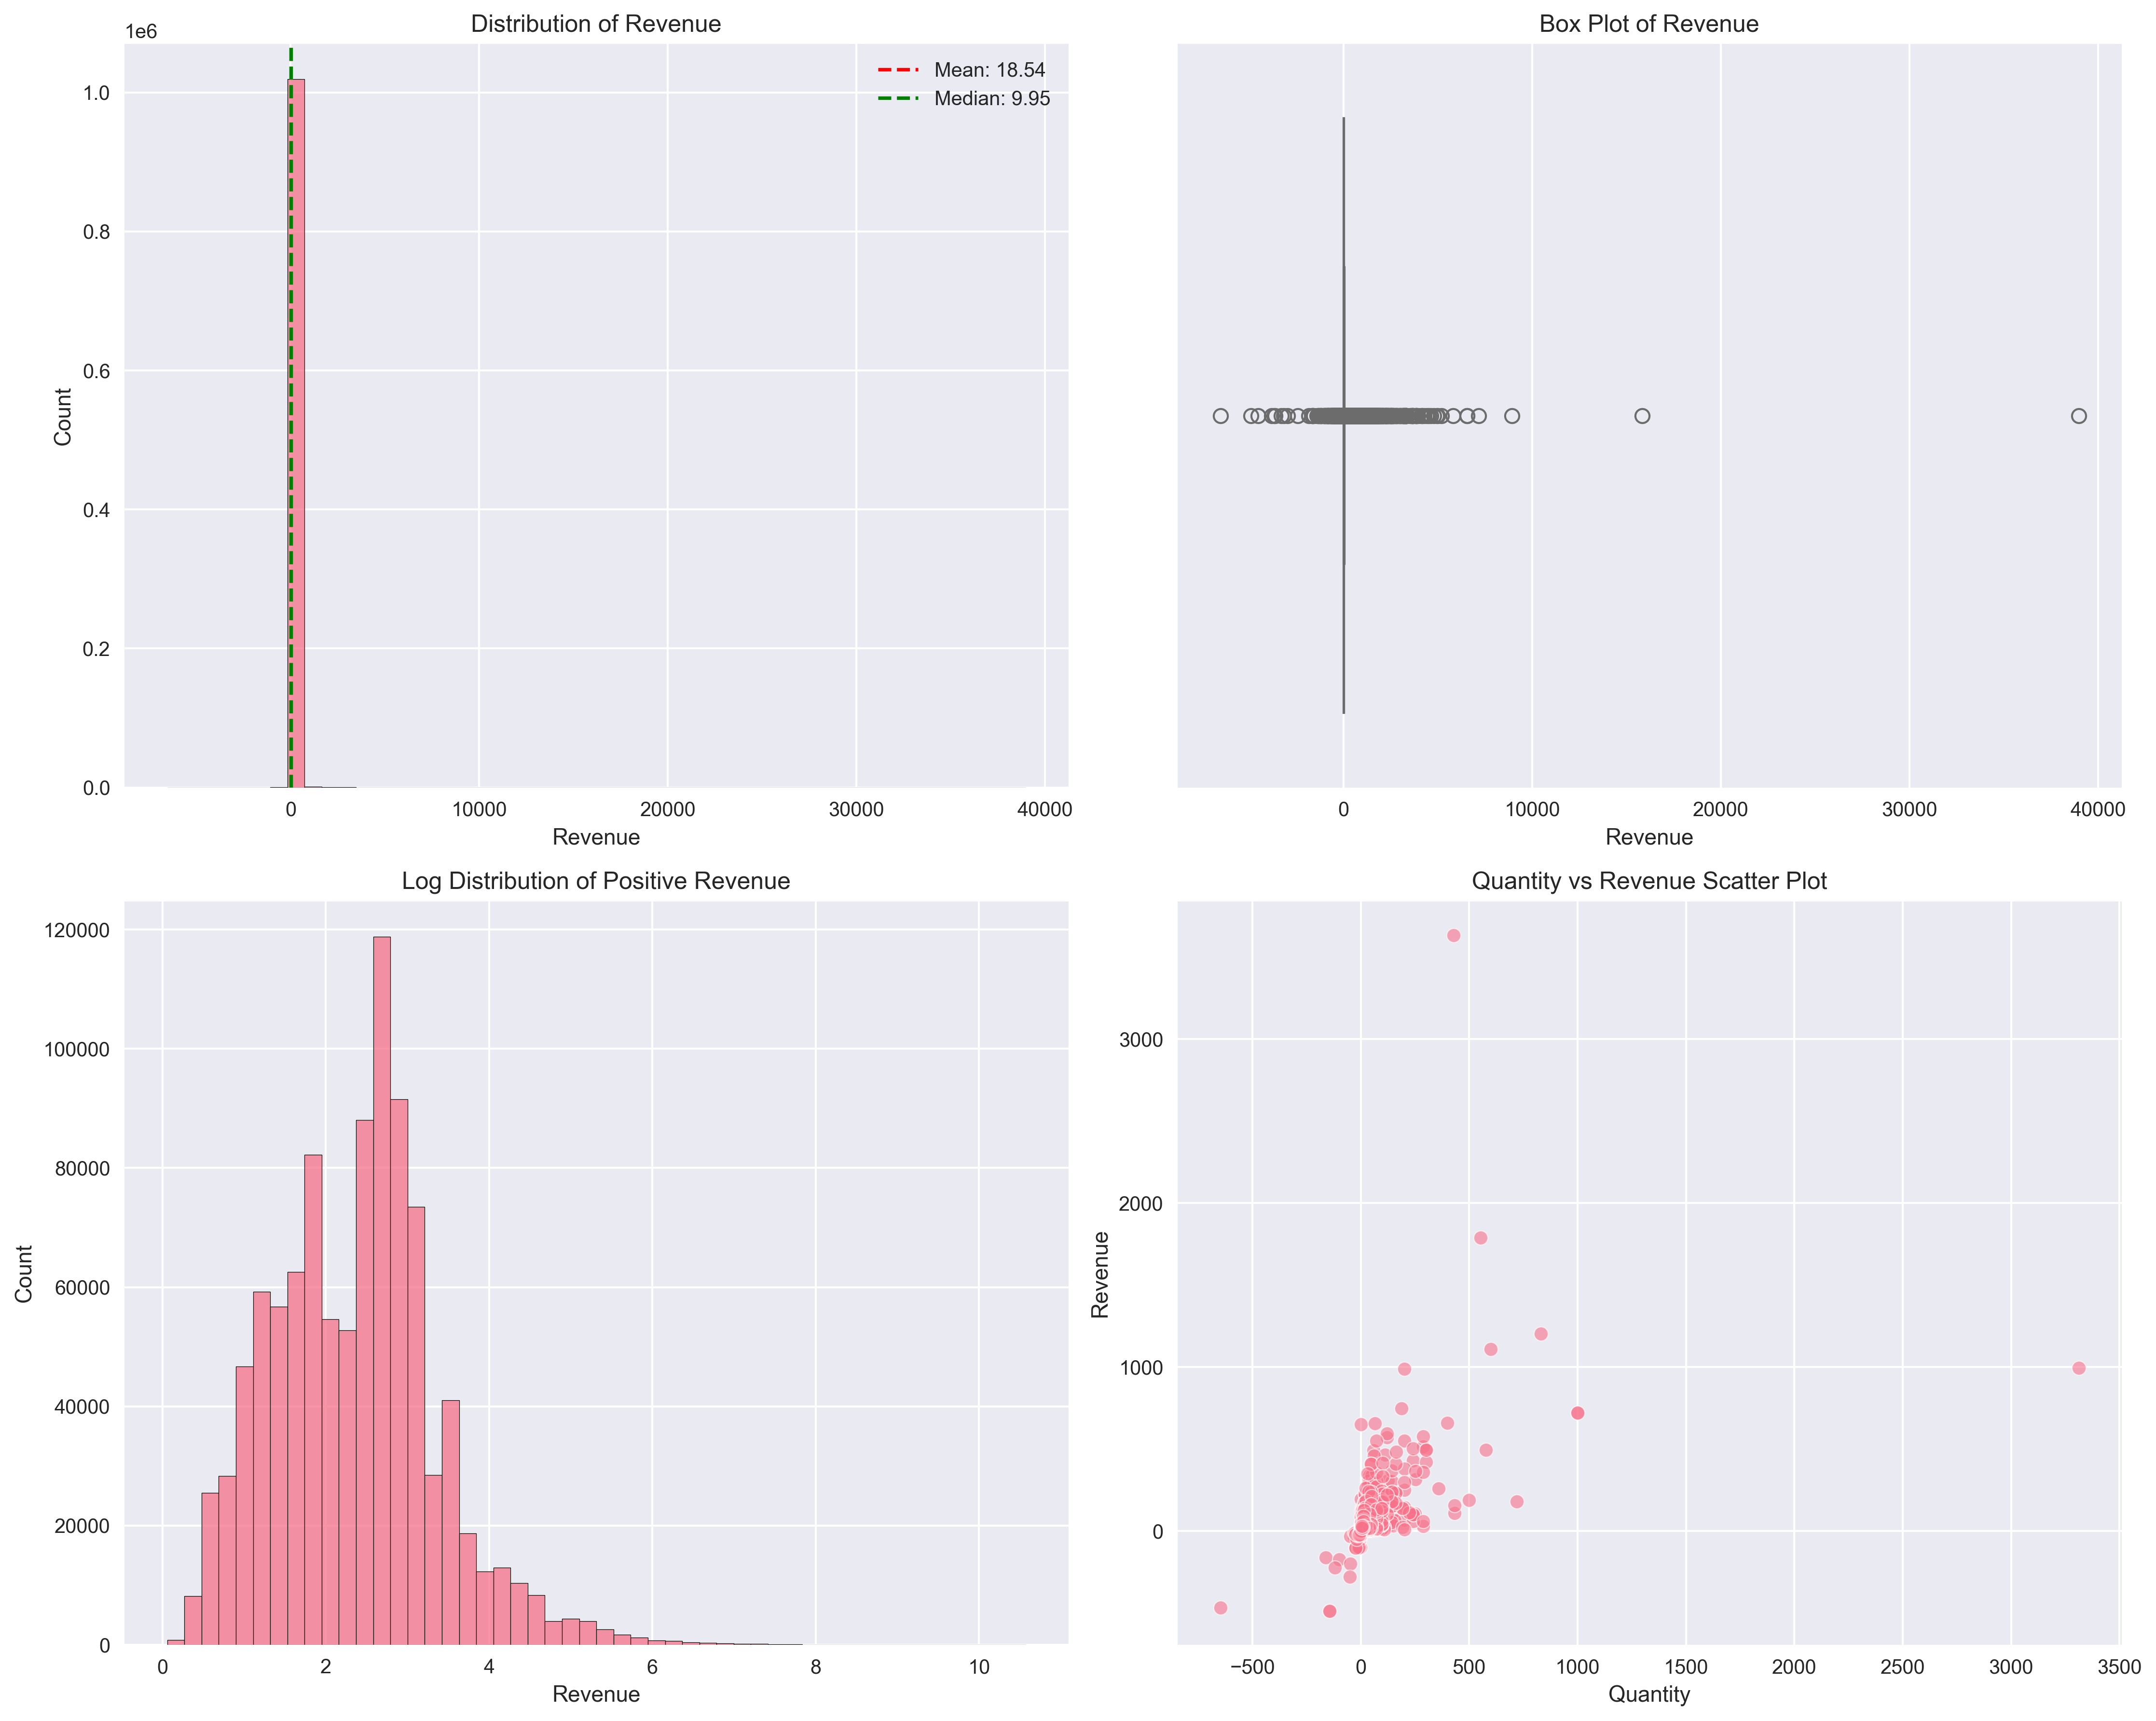 Distribution of Revenue
1e6
Mean: 18.54
Median: 9.95
1.0
0.8
0.6
0.4
0.2
0.0
Count
0 10000 20000 30000 40000
Revenue
Box Plot of Revenue
0 10000 20000 30000 40000
Revenue
Log Distribution of Positive Revenue
120000
100000
80000
60000
40000
20000
0
Count
0 2 4 6 8 10
Revenue
Quantity vs Revenue Scatter Plot
3000
2000
1000
0
Revenue
−500 0 500 1000 1500 2000 2500 3000 3500
Quantity